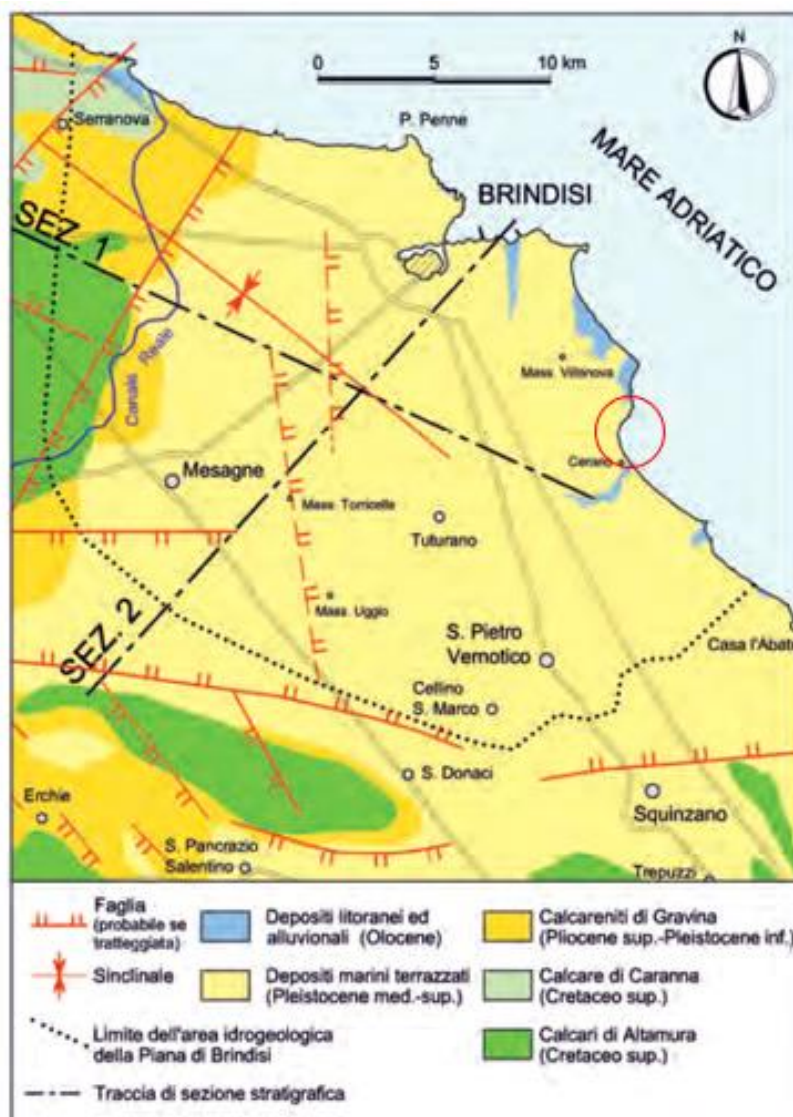 0 5 10 km
N
Serranova
P. Penne
MARE ADRIATICO
BRINDISI
SEZ. 1
Canale Reale
Mass. Villanova
Cerano
Mesagne
Mass. Torricelle
Tuturano
Mass. Uggio
SEZ. 2
S. Pietro
Vernotico
Casa l'Abate
Cellino
S. Marco
S. Donaci
Erchie
Squinzano
S. Pancrazio
Salentino
Trepuzzi
Faglia
(probabile se
tratteggiata)
Sinclinale
Limite dell'area idrogeologica
della Piana di Brindisi
Traccia di sezione stratigrafica
Depositi litoranei ed
alluvionali (Olocene)
Depositi marini terrazzati
(Pleistocene med.-sup.)
Calcareniti di Gravina
(Pliocene sup.-Pleistocene inf.)
Calcare di Caranna
(Cretaceo sup.)
Calcari di Altamura
(Cretaceo sup.)